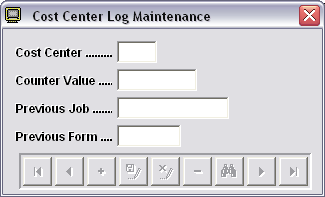 Cost Center Log Maintenance
Cost Center .........
Counter Value .....
Previous Job .......
Previous Form ....